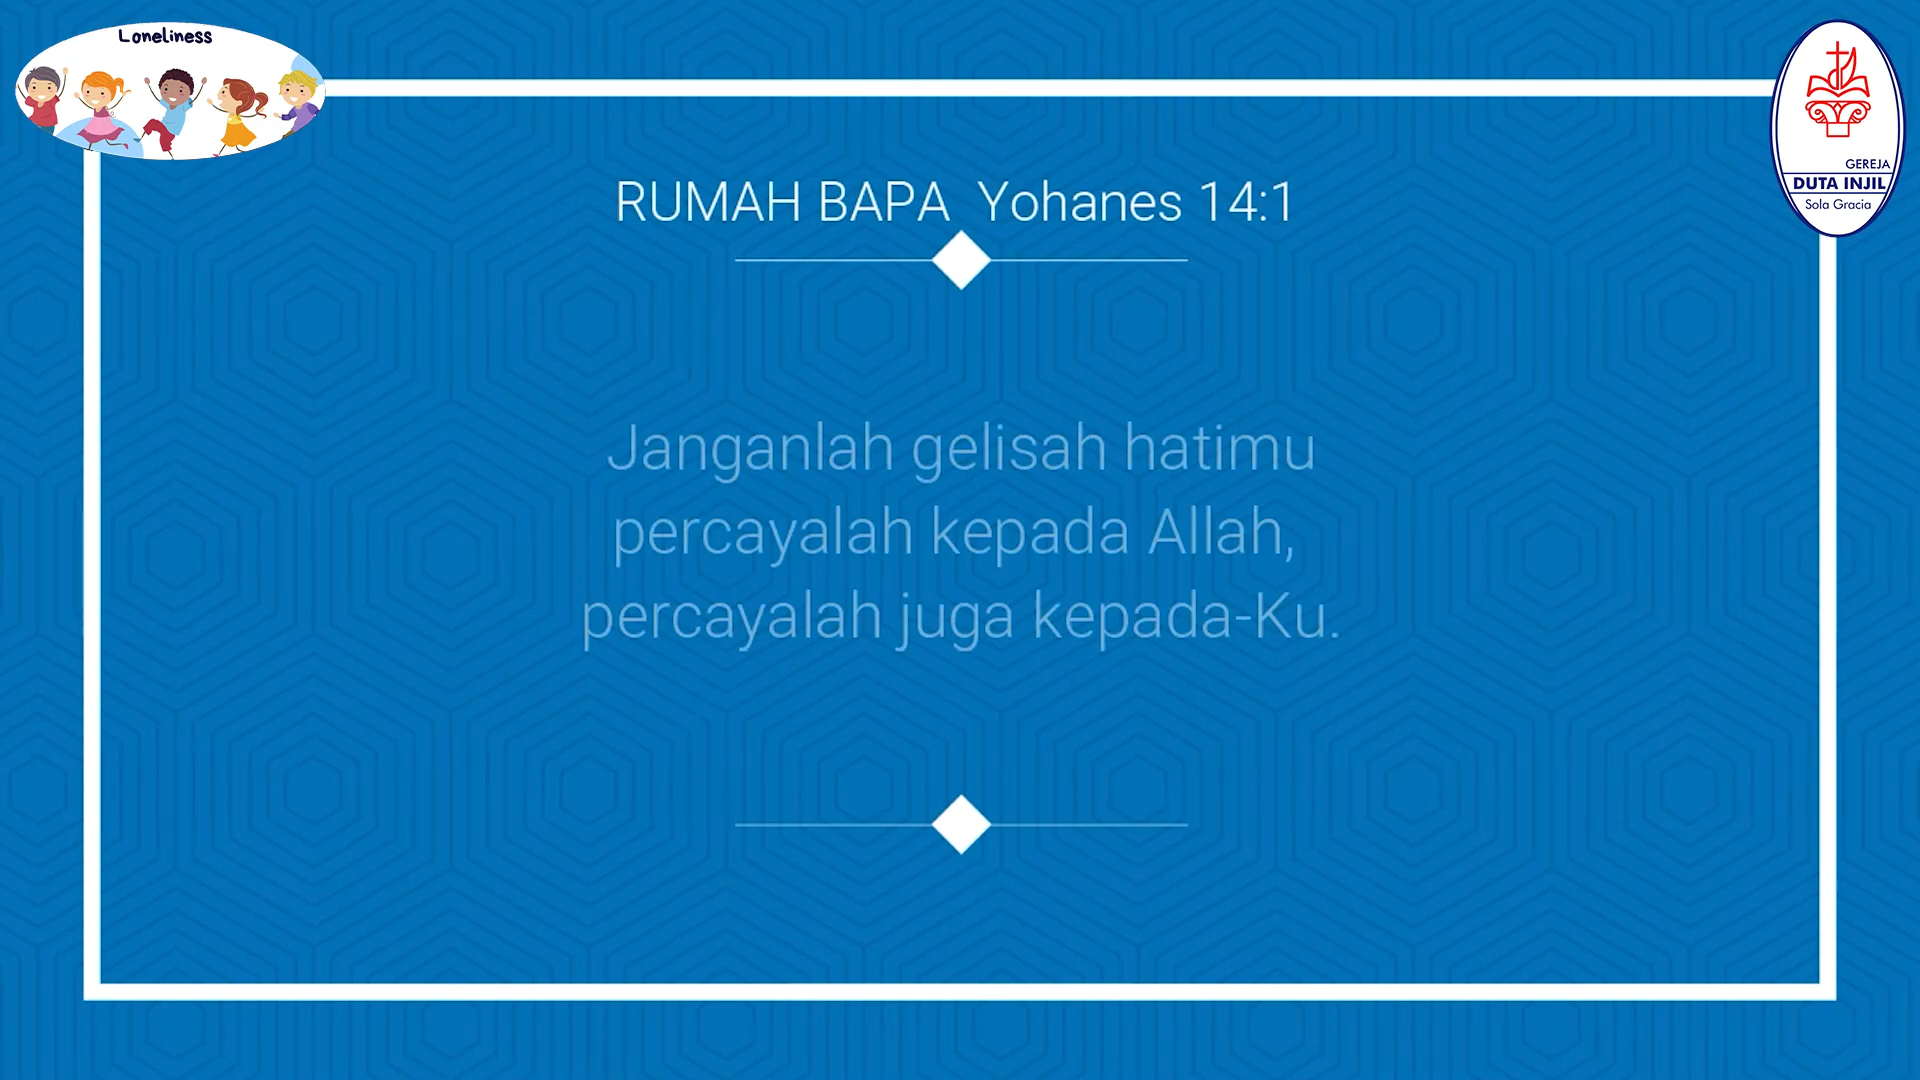 Loneliness
GEREJA
DUTA INJIL
Sola Gracia
RUMAH BAPA  Yohanes 14:1
Janganlah gelisah hatimu
percayalah kepada Allah,
percayalah juga kepada-Ku.